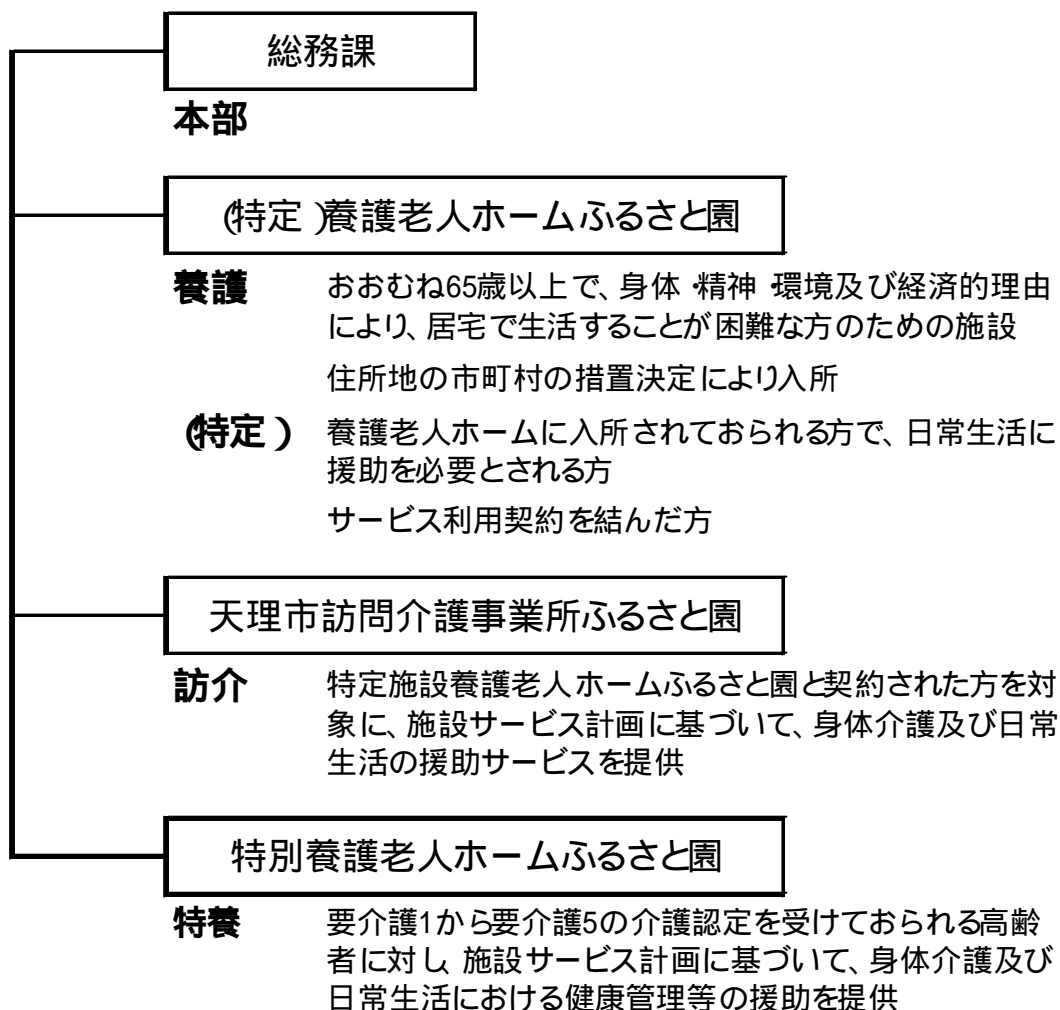 総務課
本部
(特定)養護老人ホームふるさと園
養護 おおむね65歳以上で、身体・精神・環境及び経済的理由
により、居宅で生活することが困難な方のための施設
住所地の市町村の措置決定により入所
(特定) 養護老人ホームに入所されておられる方で、日常生活に
援助を必要とされる方
サービス利用契約を結んだ方
天理市訪問介護事業所ふるさと園
訪介 特定施設養護老人ホームふるさと園と契約された方を対
象に、施設サービス計画に基づいて、身体介護及び日常
生活の援助サービスを提供
特別養護老人ホームふるさと園
特養 要介護1から要介護5の介護認定を受けておられる高齢
者に対し、施設サービス計画に基づいて、身体介護及び
日常生活における健康管理等の援助を提供